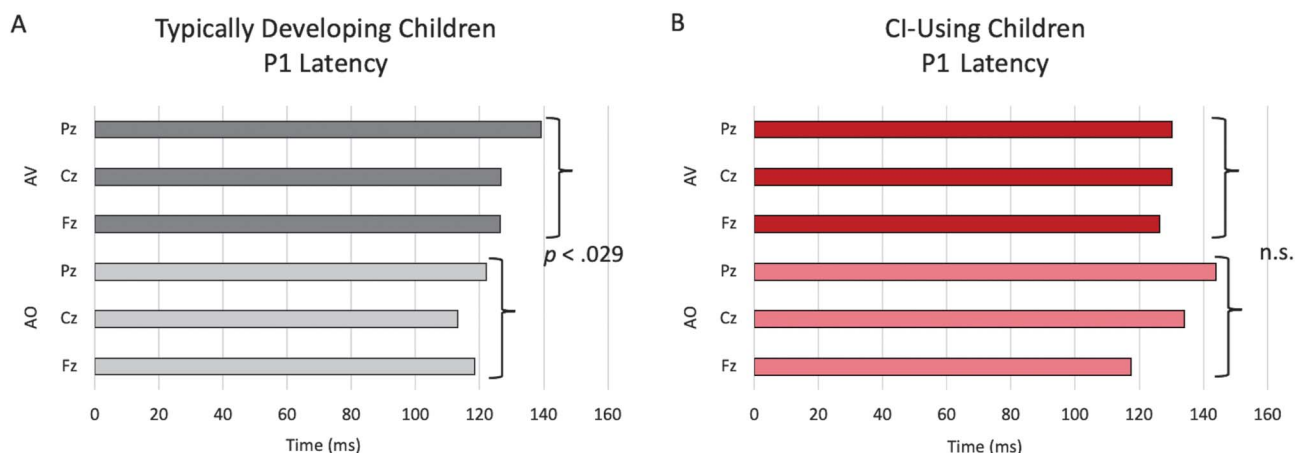 A
Typically Developing Children
P1 Latency
AV
Pz
Cz
Fz
AO
Pz
Cz
Fz
p < .029
0 20 40 60 80 100 120 140 160
Time (ms)
B
CI-Using Children
P1 Latency
AV
Pz
Cz
Fz
AO
Pz
Cz
Fz
n.s.
0 20 40 60 80 100 120 140 160
Time (ms)